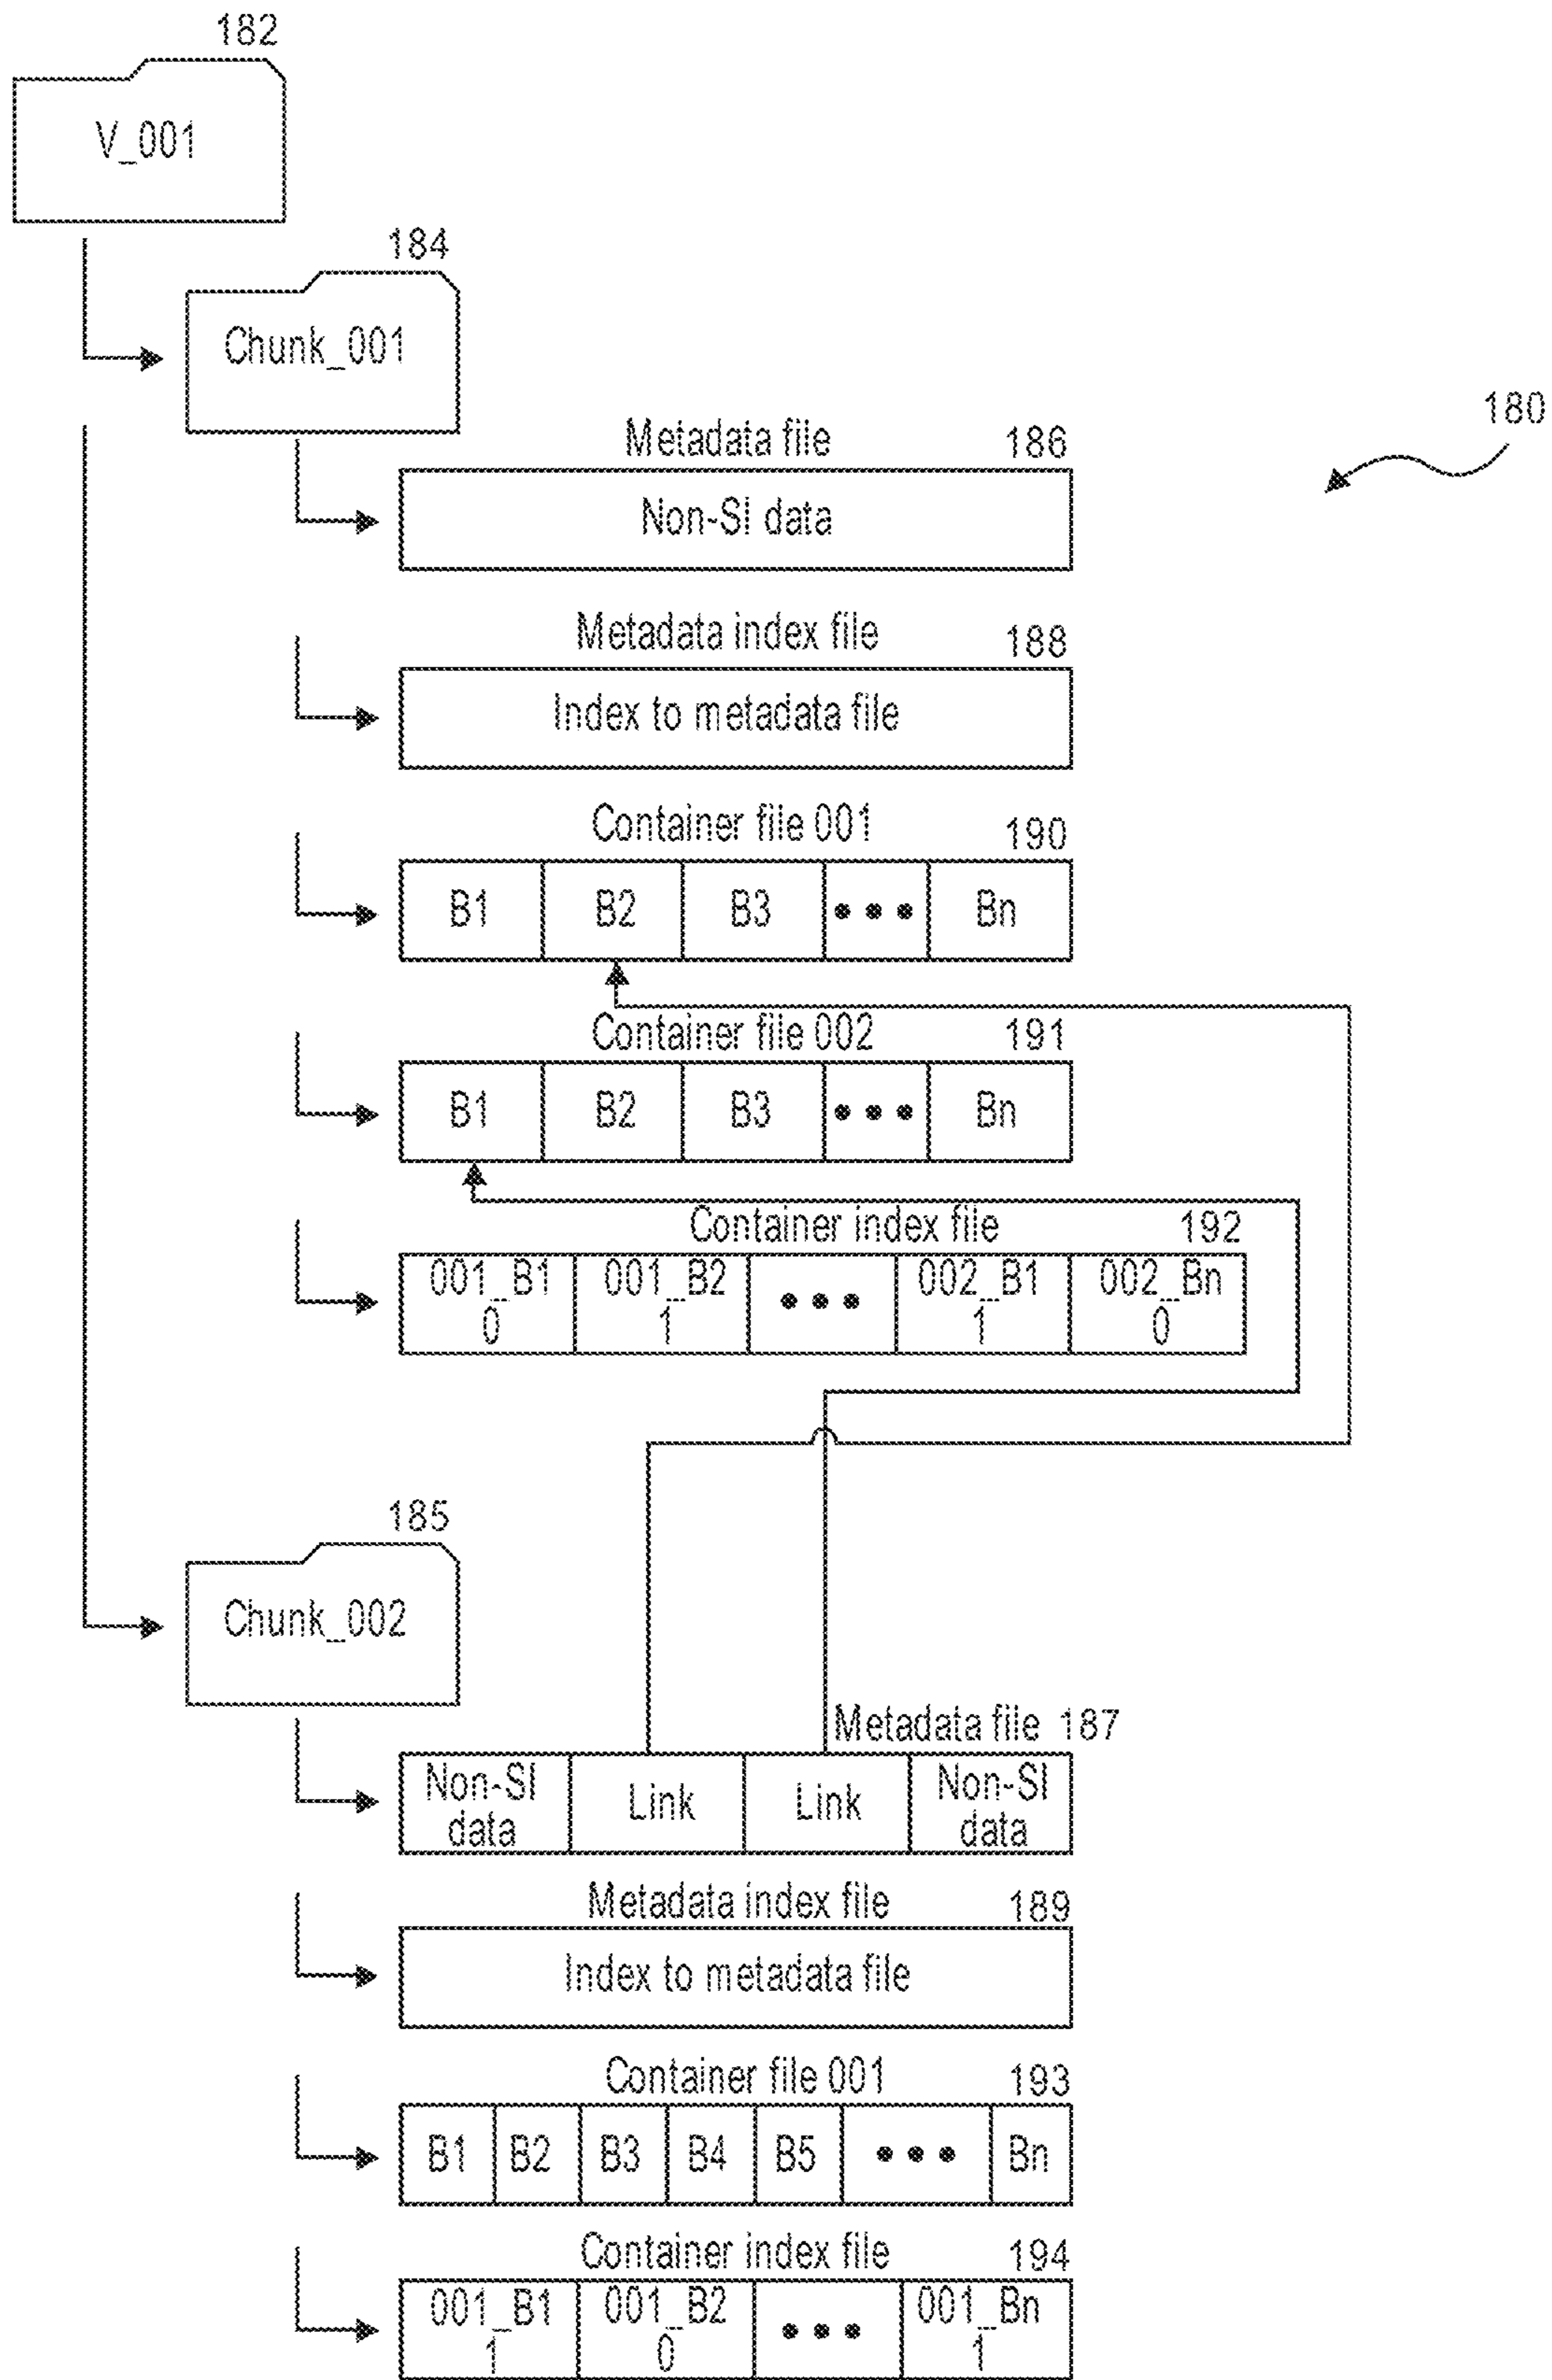 182
V_001
184
Chunk_001
180
Metadata file 186
Non-SI data
Metadata index file 188
Index to metadata file
Container file 001 190
B1 B2 B3 ••• Bn
Container file 002 191
B1 B2 B3 ••• Bn
Container index file 192
001_B1 001_B2 ••• 002_B1 002_Bn
0 1 1 0
185
Chunk_002
Metadata file 187
Non-SI Link Link Non-SI
data data
Metadata index file 189
Index to metadata file
Container file 001 193
B1 B2 B3 B4 B5 ••• Bn
Container index file 194
001_B1 001_B2 ••• 001_Bn
1 0 1